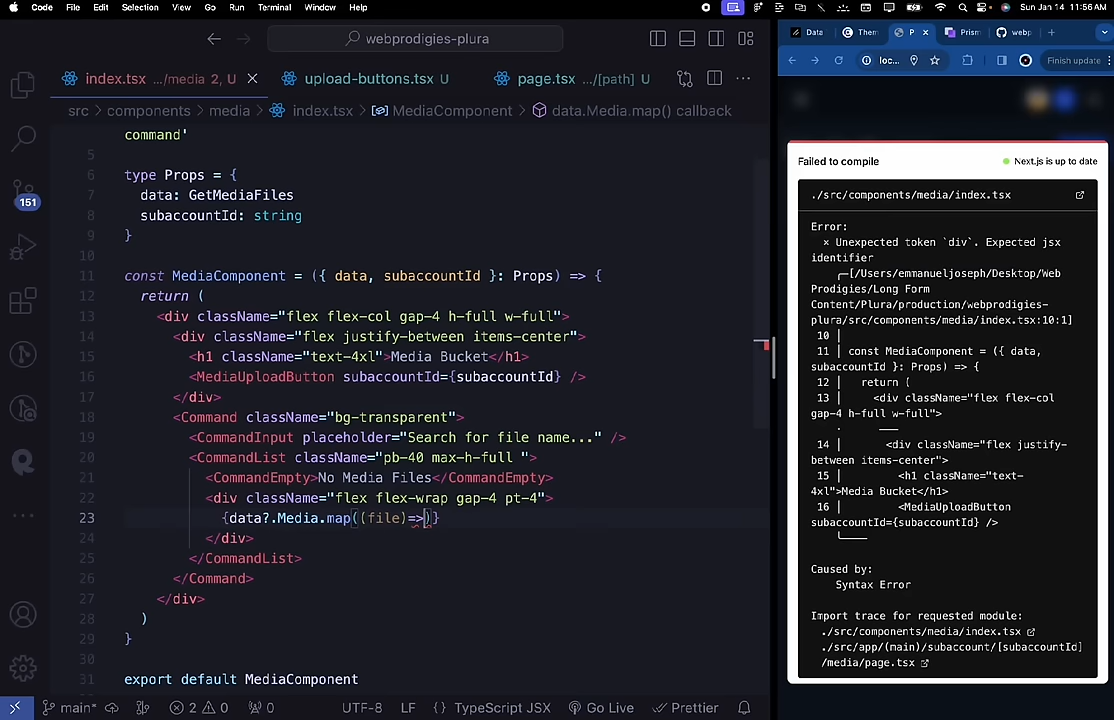 Code File Edit Selection View Go Run Terminal Window Help
Sun Jan 14 11:56 AM
webprodigies-plura
index.tsx .../media 2, U
upload-buttons.tsx U
page.tsx .../[path] U
src > components > media > index.tsx > MediaComponent > data.Media.map() callback
command'
5
6 type Props = {
7 data: GetMediaFiles
8 subaccountId: string
9 }
10
11 const MediaComponent = ({ data, subaccountId }: Props) => {
12 return (
13 <div className="flex flex-col gap-4 h-full w-full">
14 <div className="flex justify-between items-center">
15 <h1 className="text-4xl">Media Bucket</h1>
16 <MediaUploadButton subaccountId={subaccountId} />
17 </div>
18 <Command className="bg-transparent">
19 <CommandInput placeholder="Search for file name..." />
20 <CommandList className="pb-40 max-h-full ">
21 <CommandEmpty>No Media Files</CommandEmpty>
22 <div className="flex flex-wrap gap-4 pt-4">
23 {data?.Media.map((file)=>)}
24 </div>
25 </CommandList>
26 </Command>
27 </div>
28 )
29 }
30
31 export default MediaComponent
151
main*
2 0
0
UTF-8 LF {} TypeScript JSX Go Live Prettier
Data Them P Prism webp
loc...
Finish update
Failed to compile
Next.js is up to date
./src/components/media/index.tsx
Error:
× Unexpected token `div`. Expected jsx
identifier
╭─[/Users/emmanueljoseph/Desktop/Web
Prodigies/Long Form
Content/Plura/production/webprodigies-
plura/src/components/media/index.tsx:10:1]
10 |
11 | const MediaComponent = ({ data,
subaccountId }: Props) => {
12 | return (
13 | <div className="flex flex-col
gap-4 h-full w-full">
14 | <div className="flex justify-
between items-center">
15 | <h1 className="text-
4xl">Media Bucket</h1>
16 | <MediaUploadButton
subaccountId={subaccountId} />
Caused by:
Syntax Error
Import trace for requested module:
./src/components/media/index.tsx
./src/app/(main)/subaccount/[subaccountId]
/media/page.tsx